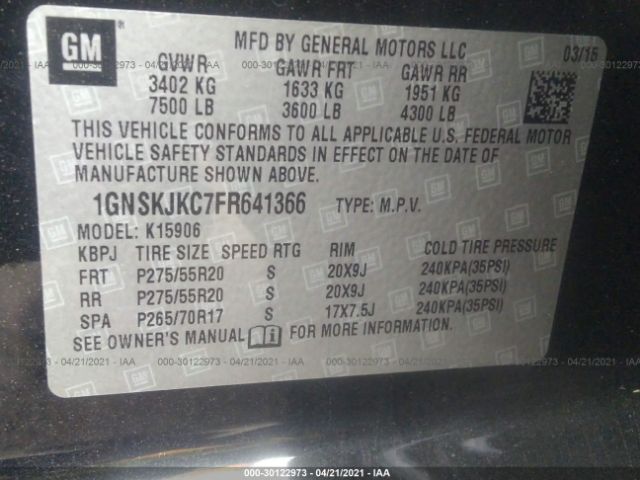 GM
MFD BY GENERAL MOTORS LLC
03/15
GVWR GAWR FRT GAWR RR
3402 KG 1633 KG 1951 KG
7500 LB 3600 LB 4300 LB
THIS VEHICLE CONFORMS TO ALL APPLICABLE U.S. FEDERAL MOTOR
VEHICLE SAFETY STANDARDS IN EFFECT ON THE DATE OF
MANUFACTURE SHOWN ABOVE.
1GNSKJKC7FR641366 TYPE: M.P.V.
MODEL: K15906
KBPJ TIRE SIZE SPEED RTG RIM COLD TIRE PRESSURE
FRT P275/55R20 S 20X9J 240KPA(35PSI)
RR P275/55R20 S 20X9J 240KPA(35PSI)
SPA P265/70R17 S 17X7.5J 240KPA(35PSI)
SEE OWNER'S MANUAL FOR MORE INFORMATION.
000-30122973 - 04/21/2021 - IAA